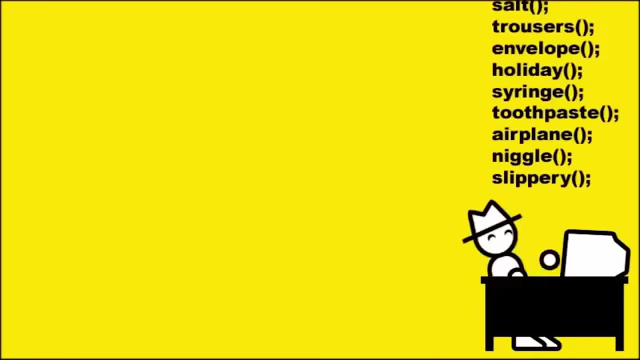 salt();
trousers();
envelope();
holiday();
syringe();
toothpaste();
airplane();
niggle();
slippery();